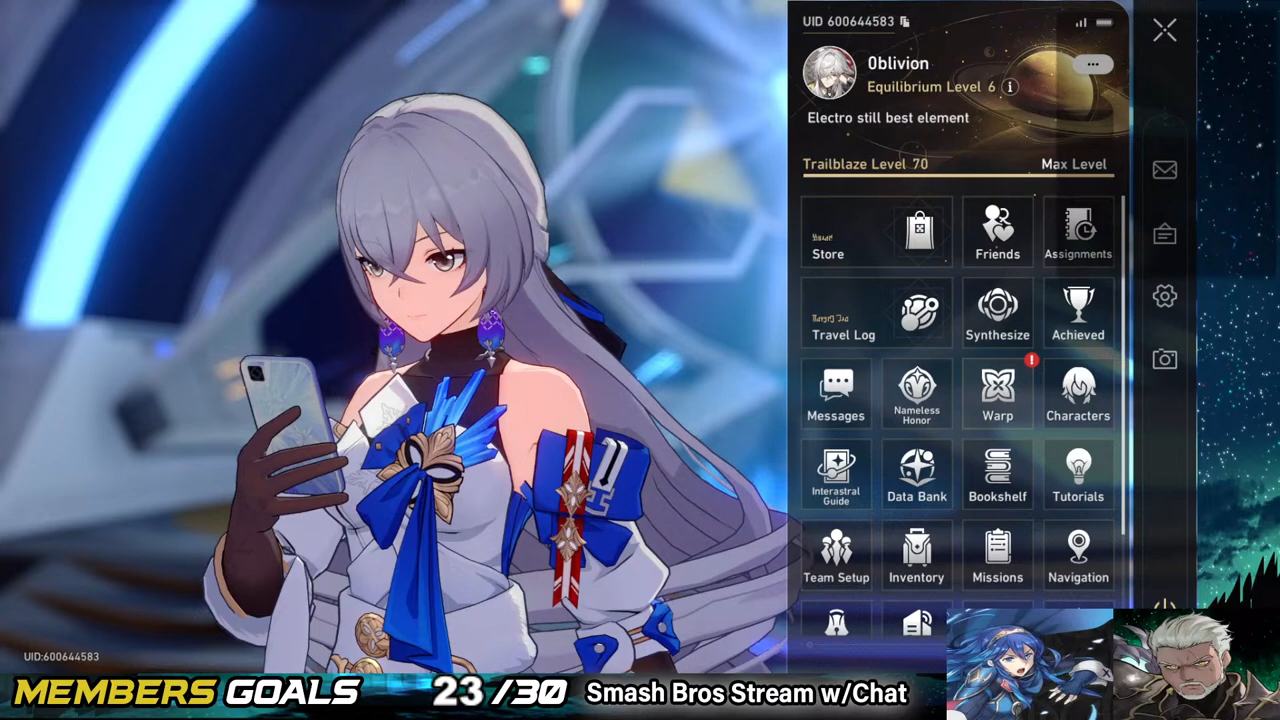 UID 600644583
0blivion
Equilibrium Level 6
Electro still best element
Trailblaze Level 70 Max Level
Store
Friends
Assignments
Travel Log
Synthesize
Achieved
Messages
Nameless
Honor
Warp
Characters
Interastral
Guide
Data Bank
Bookshelf
Tutorials
Team Setup
Inventory
Missions
Navigation
UID:600644583
MEMBERS GOALS 23 /30 Smash Bros Stream w/Chat